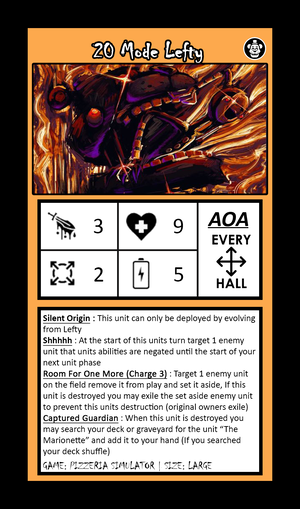 20 Mode Lefty
3
9
AOA
EVERY
HALL
2
5
Silent Origin : This unit can only be deployed by evolving
from Lefty
Shhhhh : At the start of this units turn target 1 enemy
unit that units abilities are negated until the start of your
next unit phase
Room For One More (Charge 3) : Target 1 enemy unit
on the field remove it from play and set it aside, If this
unit is destroyed you may exile the set aside enemy unit
to prevent this units destruction (original owners exile)
Captured Guardian : When this unit is destroyed you
may search your deck or graveyard for the unit “The
Marionette” and add it to your hand (If you searched
your deck shuffle)
GAME: PIZZERIA SIMULATOR | SIZE: LARGE